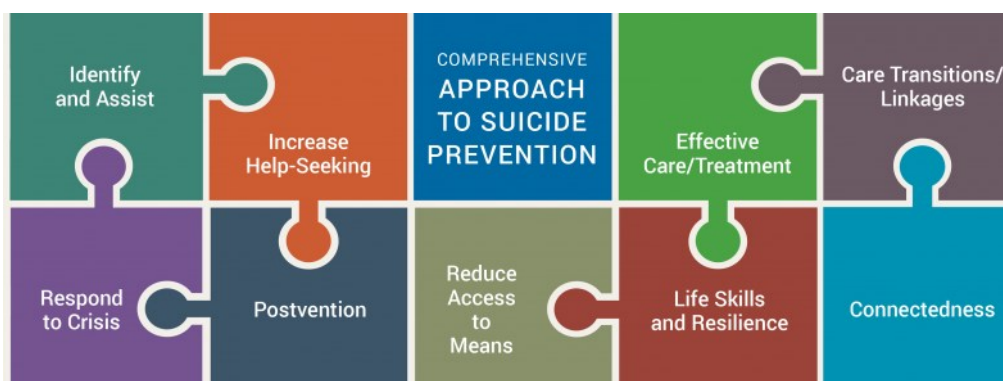 Identify
and Assist
Increase
Help-Seeking
COMPREHENSIVE
APPROACH
TO SUICIDE
PREVENTION
Effective
Care/Treatment
Care Transitions/
Linkages
Respond
to Crisis
Postvention
Reduce
Access
to
Means
Life Skills
and Resilience
Connectedness